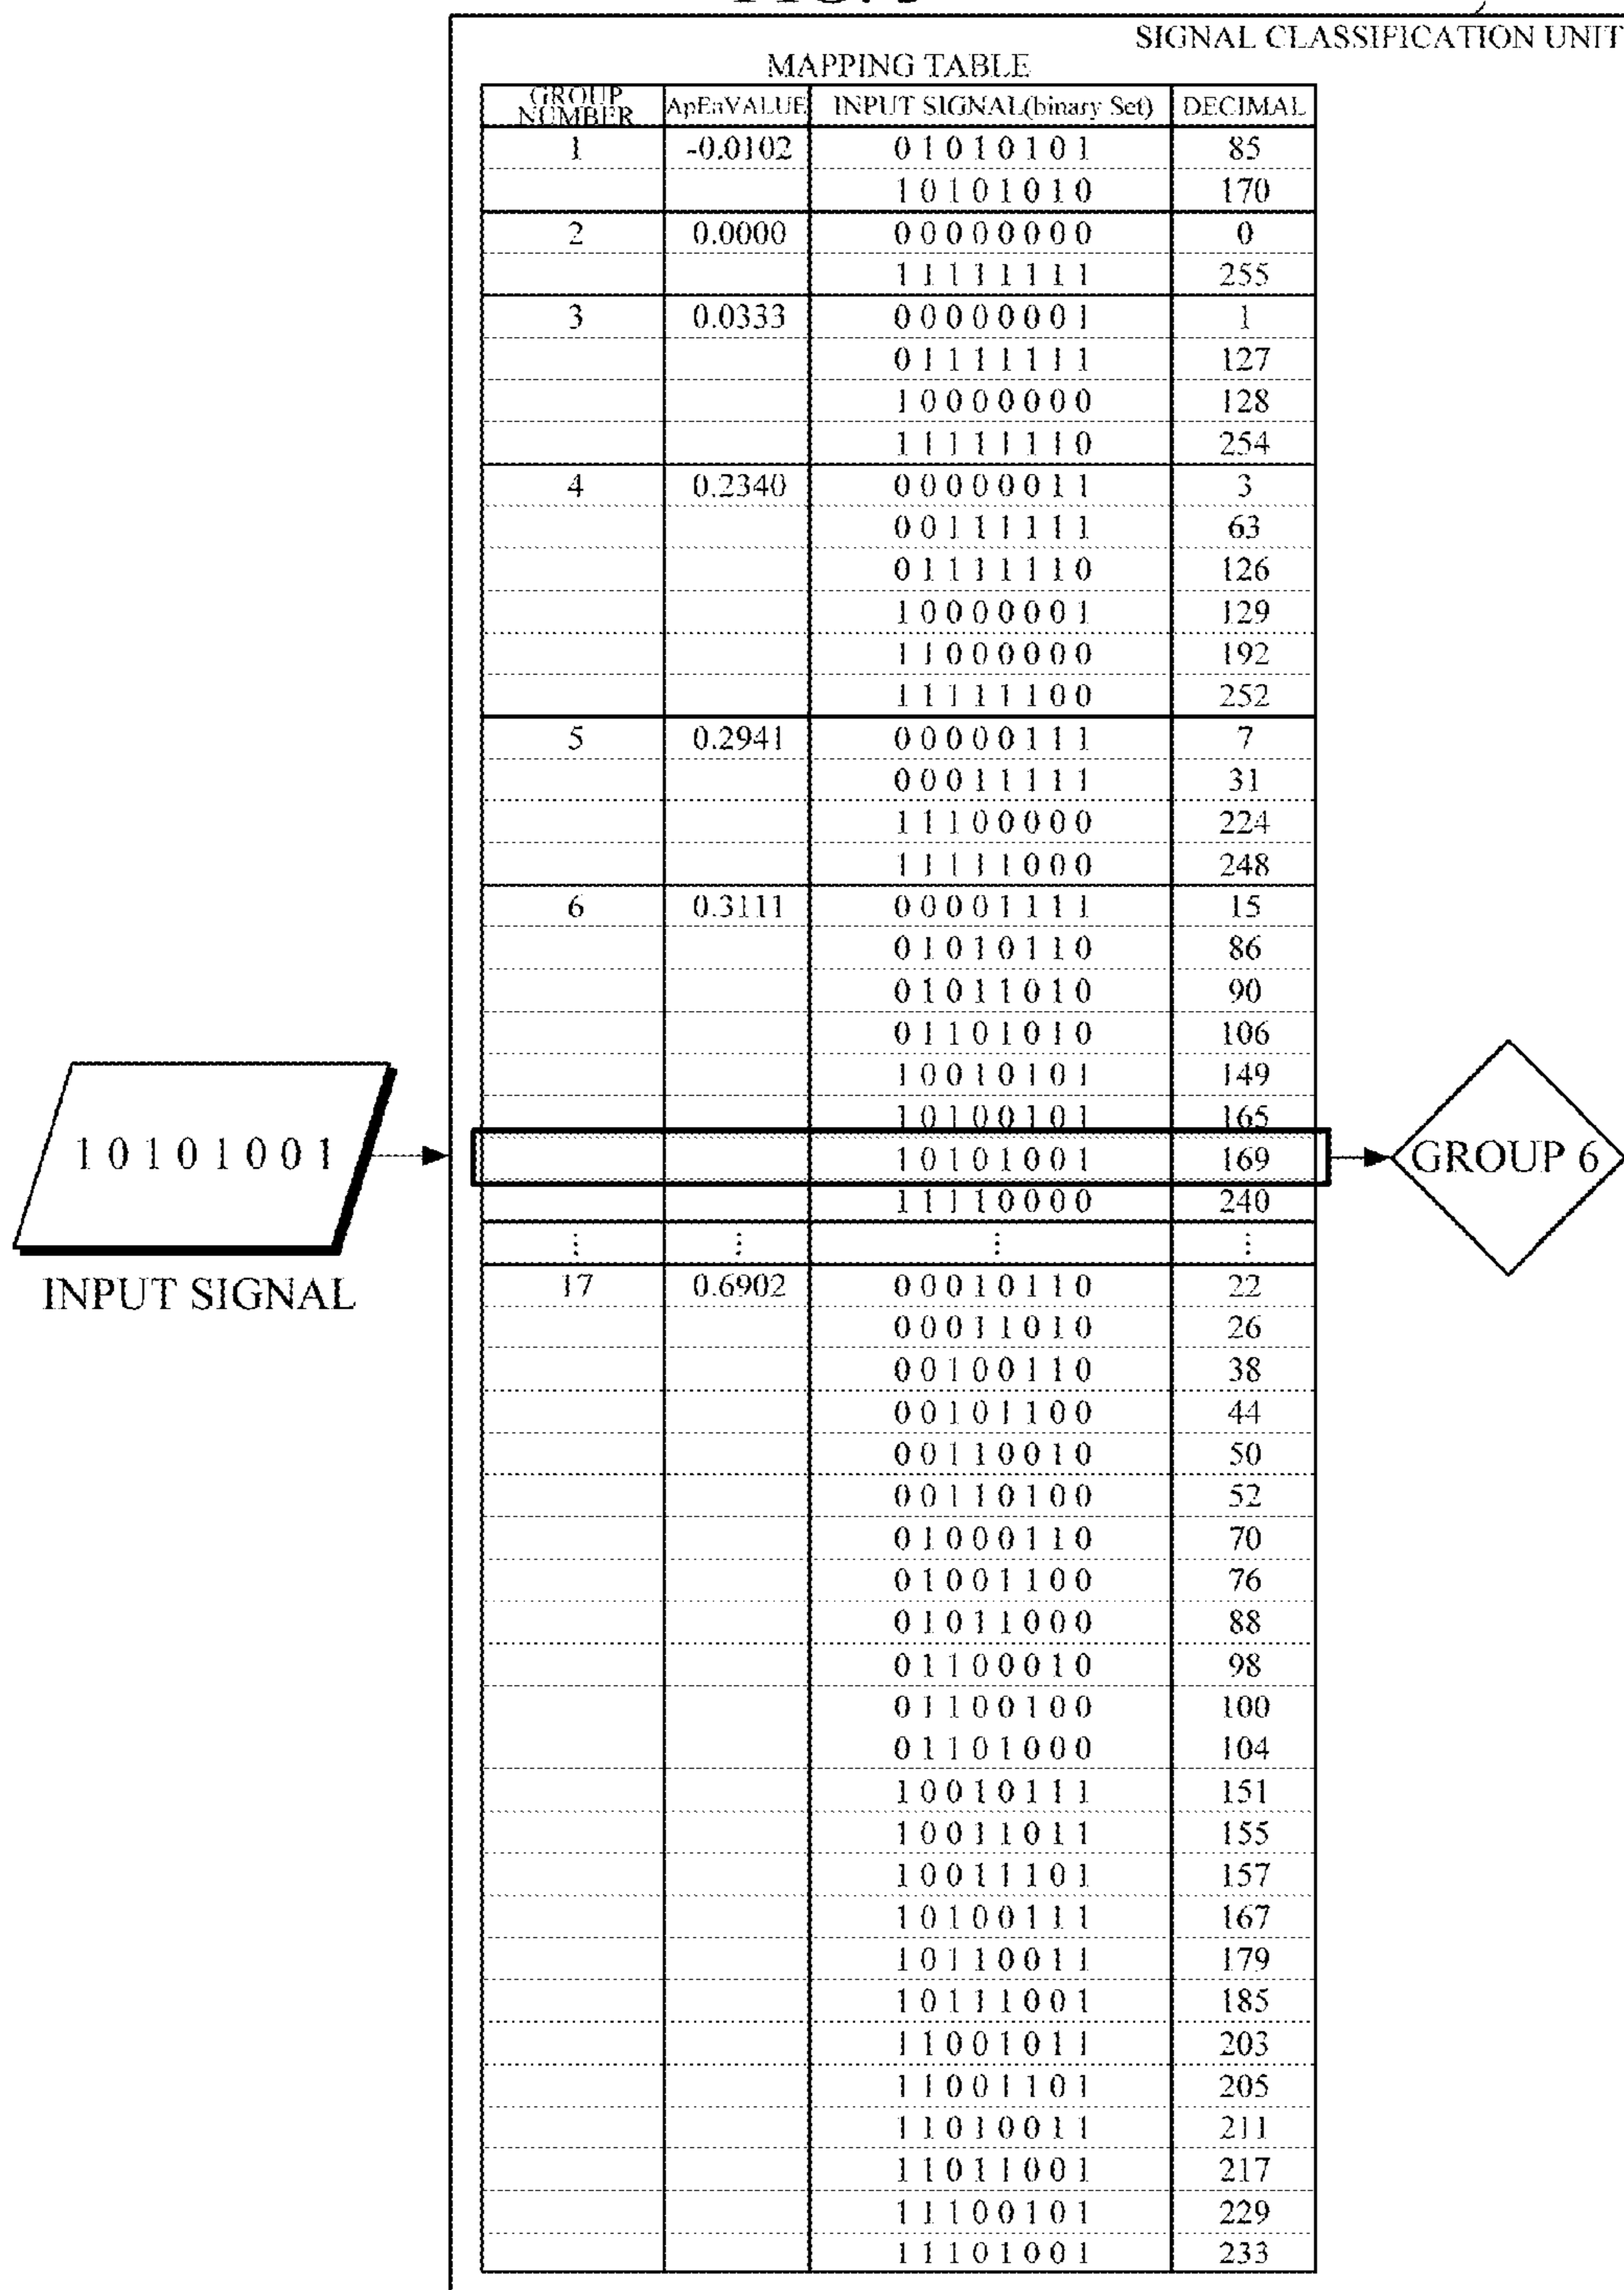 SIGNAL CLASSIFICATION UNIT
MAPPING TABLE
GROUP NUMBER ApEnVALUE INPUT SIGNAL(binary Set) DECIMAL
1 -0.0102 0 1 0 1 0 1 0 1 85
1 0 1 0 1 0 1 0 170
2 0.0000 0 0 0 0 0 0 0 0 0
1 1 1 1 1 1 1 1 255
3 0.0333 0 0 0 0 0 0 0 1 1
0 1 1 1 1 1 1 1 127
1 0 0 0 0 0 0 0 128
1 1 1 1 1 1 1 0 254
4 0.2340 0 0 0 0 0 0 1 1 3
0 0 1 1 1 1 1 1 63
0 1 1 1 1 1 1 0 126
1 0 0 0 0 0 0 1 129
1 1 0 0 0 0 0 0 192
1 1 1 1 1 1 0 0 252
5 0.2941 0 0 0 0 0 1 1 1 7
0 0 0 1 1 1 1 1 31
1 1 1 0 0 0 0 0 224
1 1 1 1 1 0 0 0 248
6 0.3111 0 0 0 0 1 1 1 1 15
0 1 0 1 0 1 1 0 86
0 1 0 1 1 0 1 0 90
0 1 1 0 1 0 1 0 106
1 0 0 1 0 1 0 1 149
1 0 1 0 0 1 0 1 165
1 0 1 0 1 0 0 1 1 0 1 0 1 0 0 1 169 GROUP 6
1 1 1 1 0 0 0 0 240
⋮ ⋮ ⋮ ⋮
INPUT SIGNAL
17 0.6902 0 0 0 1 0 1 1 0 22
0 0 0 1 1 0 1 0 26
0 0 1 0 0 1 1 0 38
0 0 1 0 1 1 0 0 44
0 0 1 1 0 0 1 0 50
0 0 1 1 0 1 0 0 52
0 1 0 0 0 1 1 0 70
0 1 0 0 1 1 0 0 76
0 1 0 1 1 0 0 0 88
0 1 1 0 0 0 1 0 98
0 1 1 0 0 1 0 0 100
0 1 1 0 1 0 0 0 104
1 0 0 1 0 1 1 1 151
1 0 0 1 1 0 1 1 155
1 0 0 1 1 1 0 1 157
1 0 1 0 0 1 1 1 167
1 0 1 1 0 0 1 1 179
1 0 1 1 1 0 0 1 185
1 1 0 0 1 0 1 1 203
1 1 0 0 1 1 0 1 205
1 1 0 1 0 0 1 1 211
1 1 0 1 1 0 0 1 217
1 1 1 0 0 1 0 1 229
1 1 1 0 1 0 0 1 233